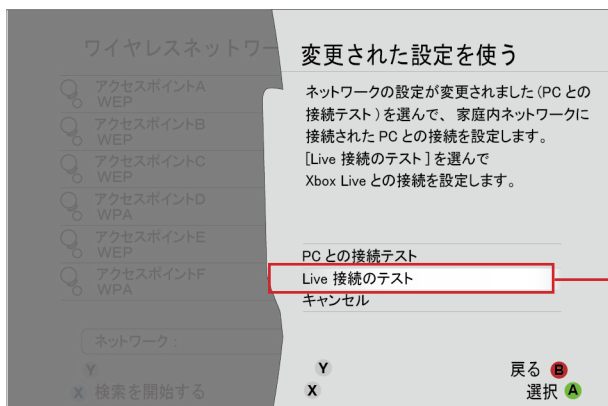 ワイヤレスネットワー
アクセスポイントA
WEP
アクセスポイントB
WEP
アクセスポイントC
WEP
アクセスポイントD
WPA
アクセスポイントE
WEP
アクセスポイントF
WPA
ネットワーク :
Y
X 検索を開始する
変更された設定を使う
ネットワークの設定が変更されました (PC との
接続テスト ) を選んで、 家庭内ネットワークに
接続された PC との接続を設定します。
[Live 接続のテスト ] を選んで
Xbox Live との接続を設定します。
PC との接続テスト
Live 接続のテスト
キャンセル
Y 戻る B
X 選択 A